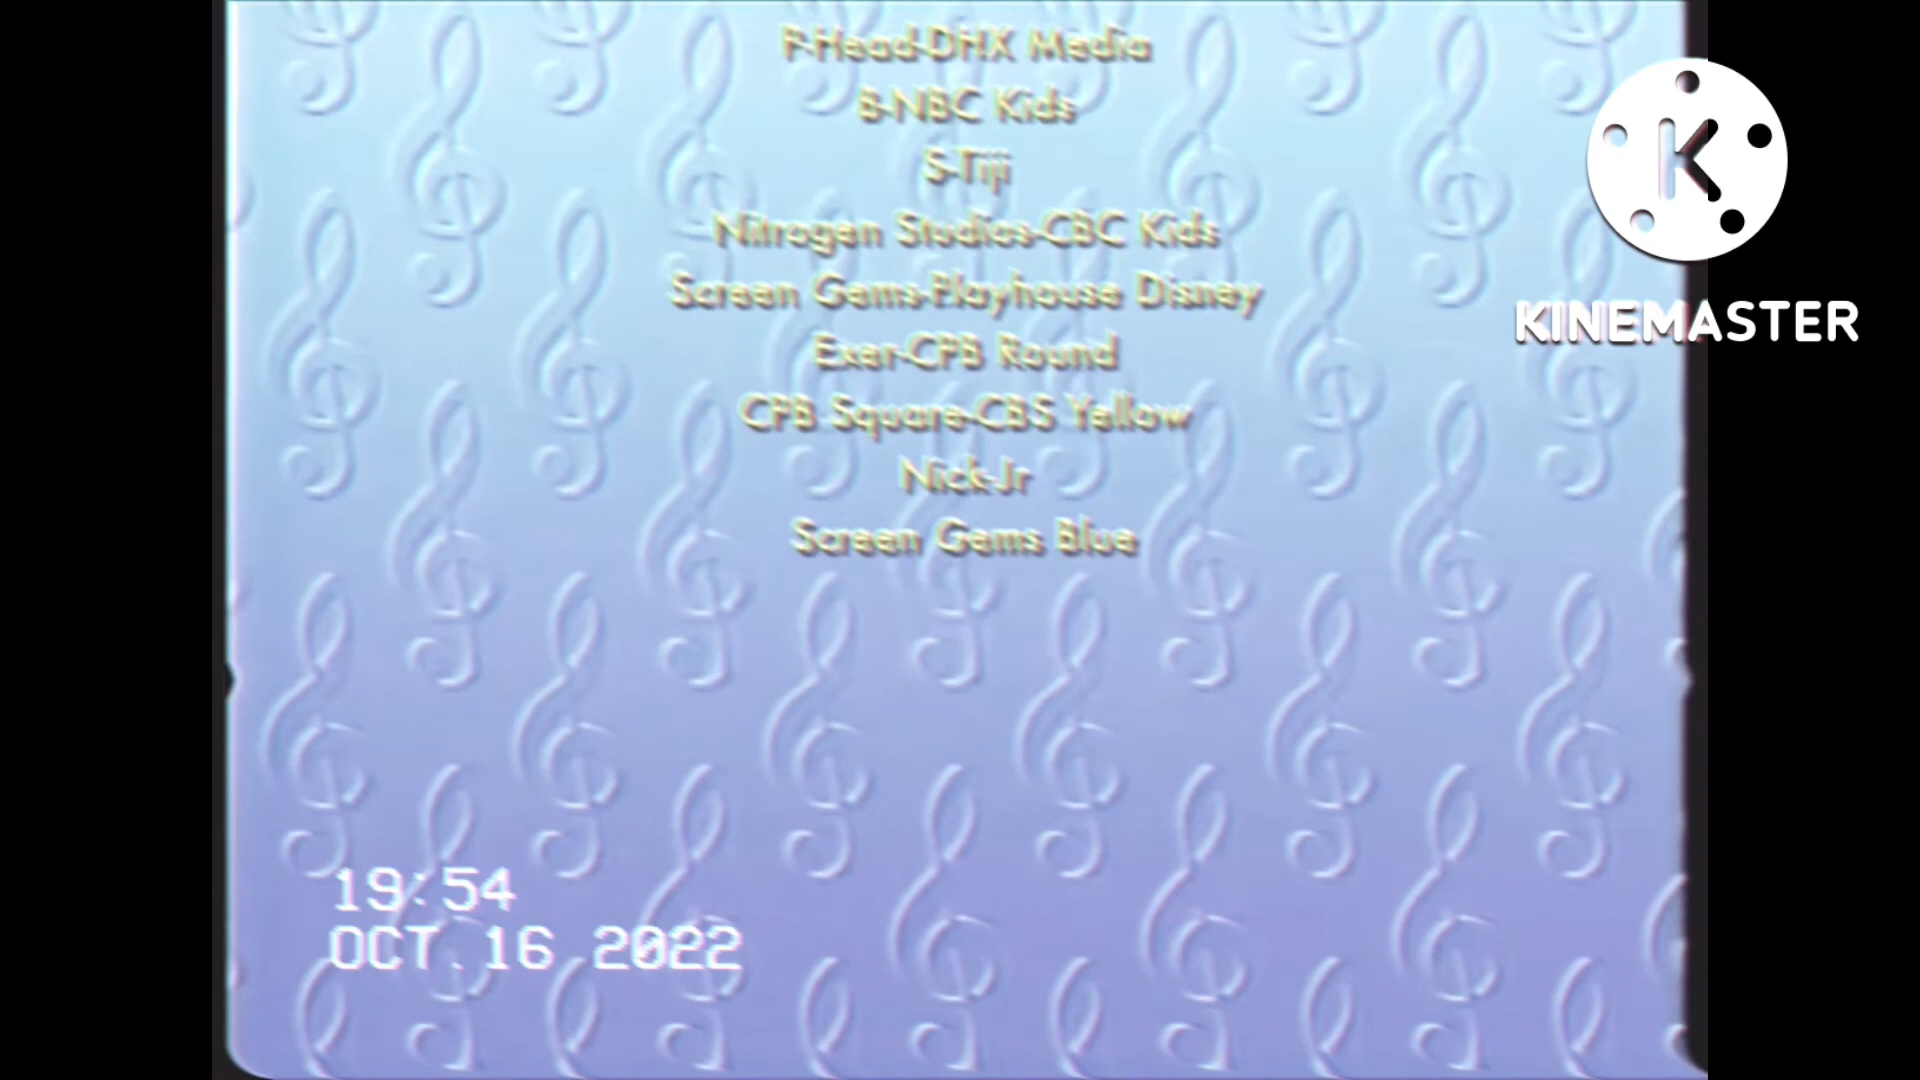 P-Head-DHX Media
B-NBC Kids
S-Tiji
Nitrogen Studios-CBC Kids
Screen Gems-Playhouse Disney
Exer-CPB Round
CPB Square-CBS Yellow
Nick-Jr
Screen Gems Blue
K
KINEMASTER
19:54
OCT.16 2022